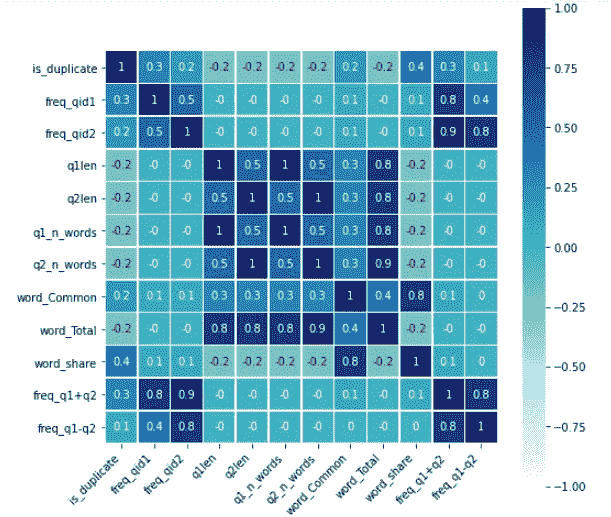 1.00
0.75
0.50
0.25
0.00
−0.25
−0.50
−0.75
−1.00
is_duplicate 1 0.3 0.2 -0.2 -0.2 -0.2 -0.2 0.2 -0.2 0.4 0.3 0.1
freq_qid1 0.3 1 0.5 -0 -0 -0 -0 0.1 -0 0.1 0.8 0.4
freq_qid2 0.2 0.5 1 -0 -0 -0 -0 0.1 -0 0.1 0.9 0.8
q1len -0.2 -0 -0 1 0.5 1 0.5 0.3 0.8 -0.2 -0 -0
q2len -0.2 -0 -0 0.5 1 0.5 1 0.3 0.8 -0.2 -0 -0
q1_n_words -0.2 -0 -0 1 0.5 1 0.5 0.3 0.8 -0.2 -0 -0
q2_n_words -0.2 -0 -0 0.5 1 0.5 1 0.3 0.9 -0.2 -0 -0
word_Common 0.2 0.1 0.1 0.3 0.3 0.3 0.3 1 0.4 0.8 0.1 0
word_Total -0.2 -0 -0 0.8 0.8 0.8 0.9 0.4 1 -0.2 -0 -0
word_share 0.4 0.1 0.1 -0.2 -0.2 -0.2 -0.2 0.8 -0.2 1 0.1 0
freq_q1+q2 0.3 0.8 0.9 -0 -0 -0 -0 0.1 -0 0.1 1 0.8
freq_q1-q2 0.1 0.4 0.8 -0 -0 -0 -0 0 -0 0 0.8 1
is_duplicate
freq_qid1
freq_qid2
q1len
q2len
q1_n_words
q2_n_words
word_Common
word_Total
word_share
freq_q1+q2
freq_q1-q2